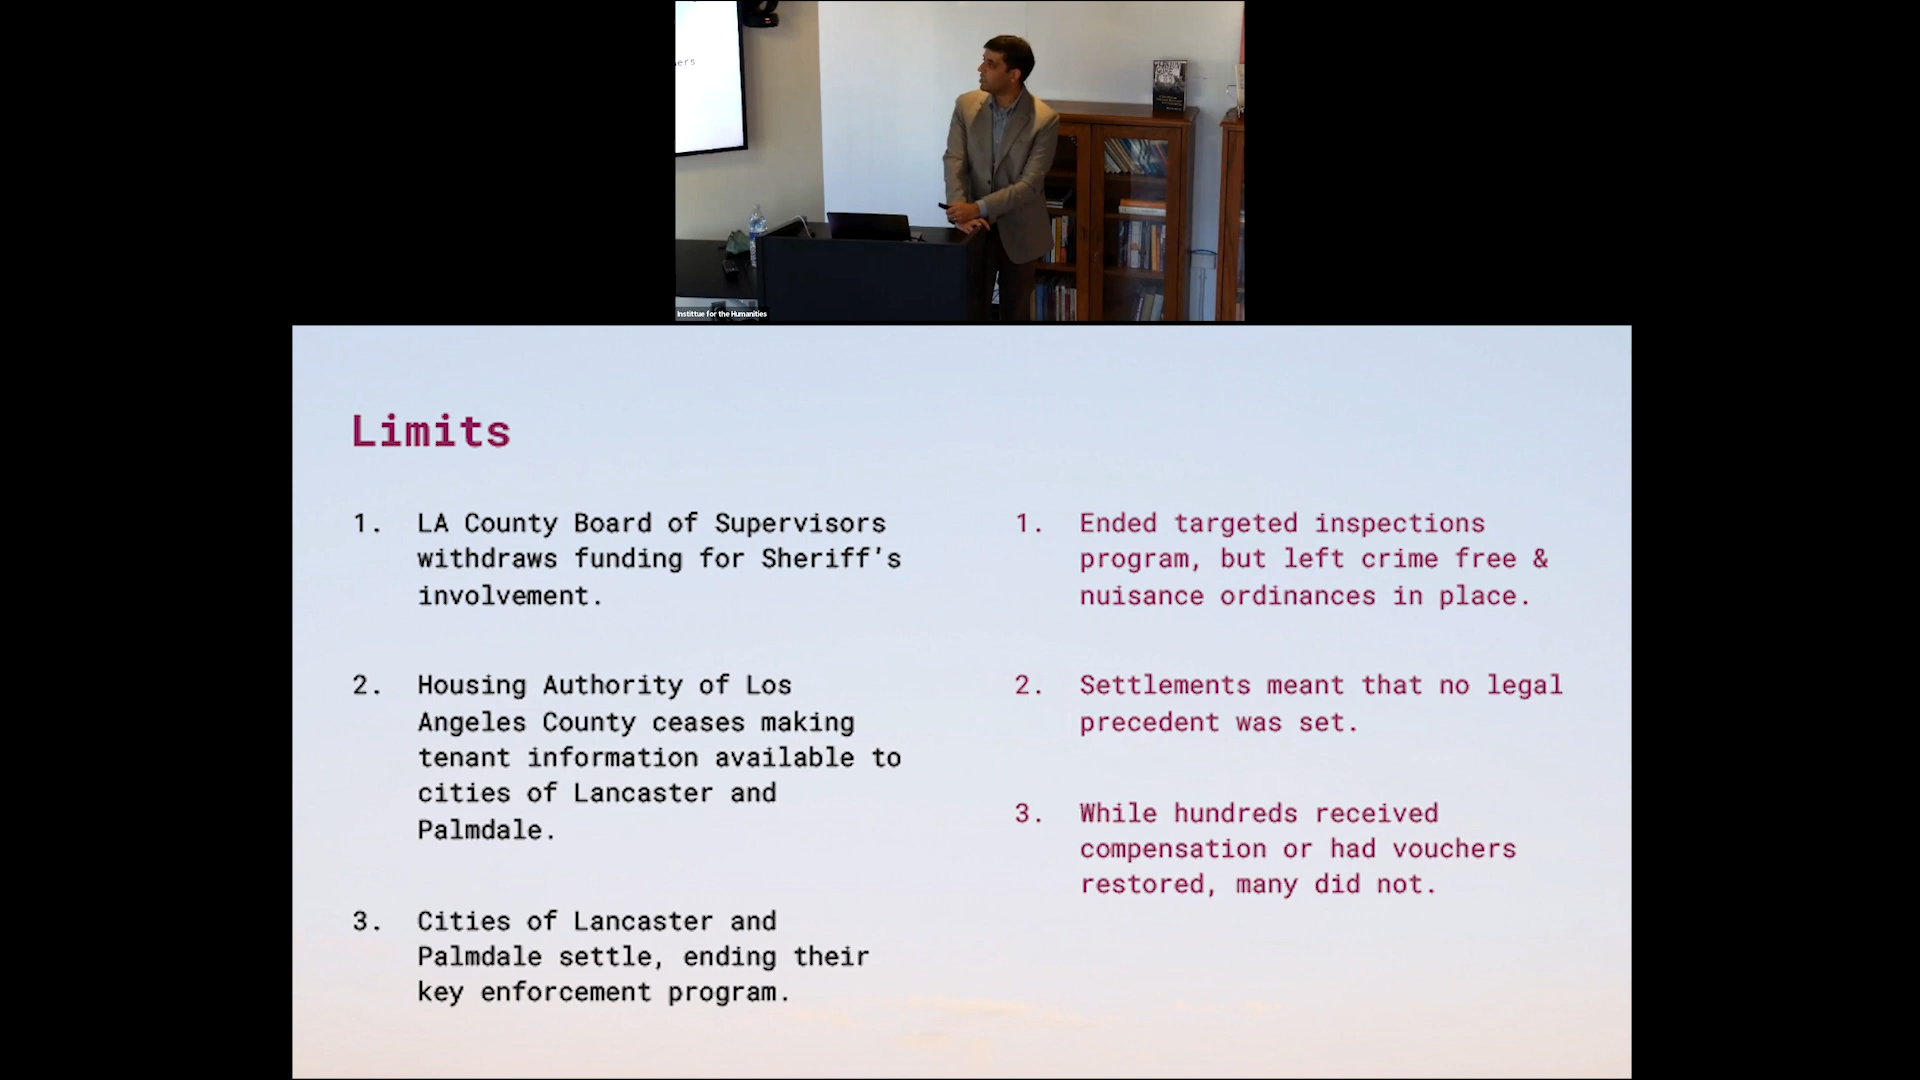 ers
Instittue for the Humanities
Limits
1. LA County Board of Supervisors
withdraws funding for Sheriff's
involvement.
2. Housing Authority of Los
Angeles County ceases making
tenant information available to
cities of Lancaster and
Palmdale.
3. Cities of Lancaster and
Palmdale settle, ending their
key enforcement program.
1. Ended targeted inspections
program, but left crime free &
nuisance ordinances in place.
2. Settlements meant that no legal
precedent was set.
3. While hundreds received
compensation or had vouchers
restored, many did not.